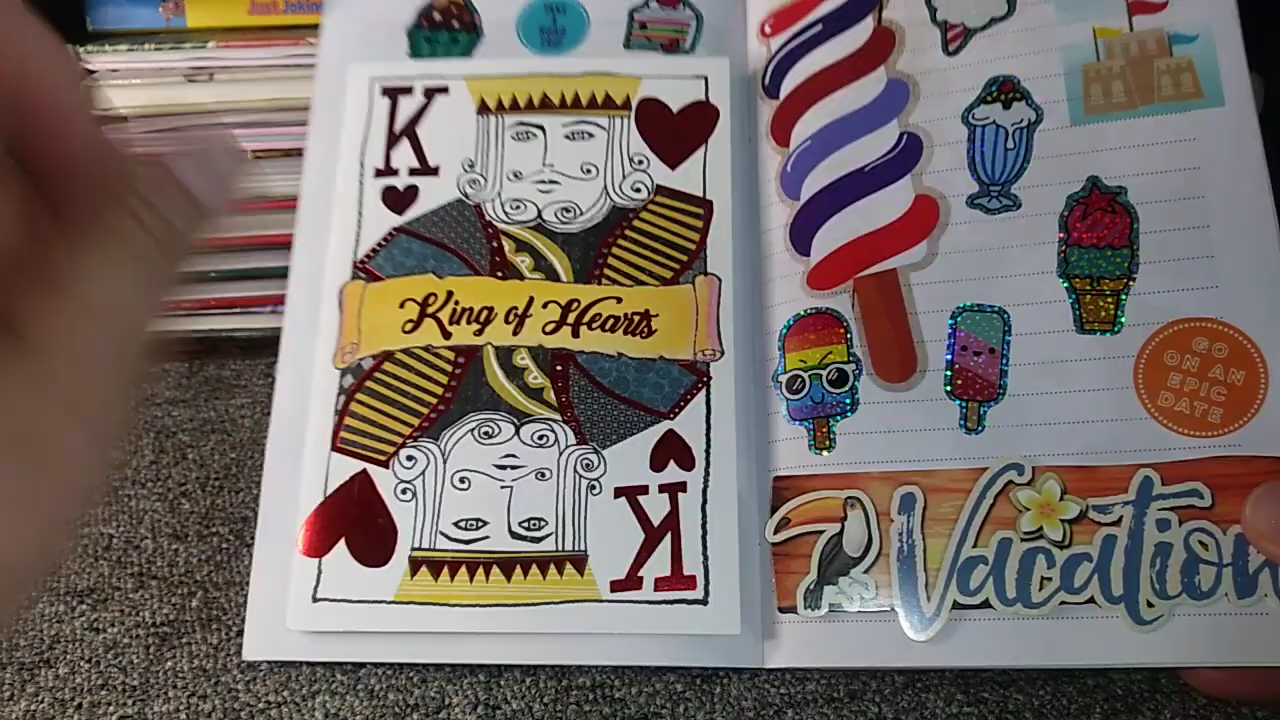 Just Jokin
K
King of Hearts
K
GO
ON AN
EPIC
DATE
Vacation